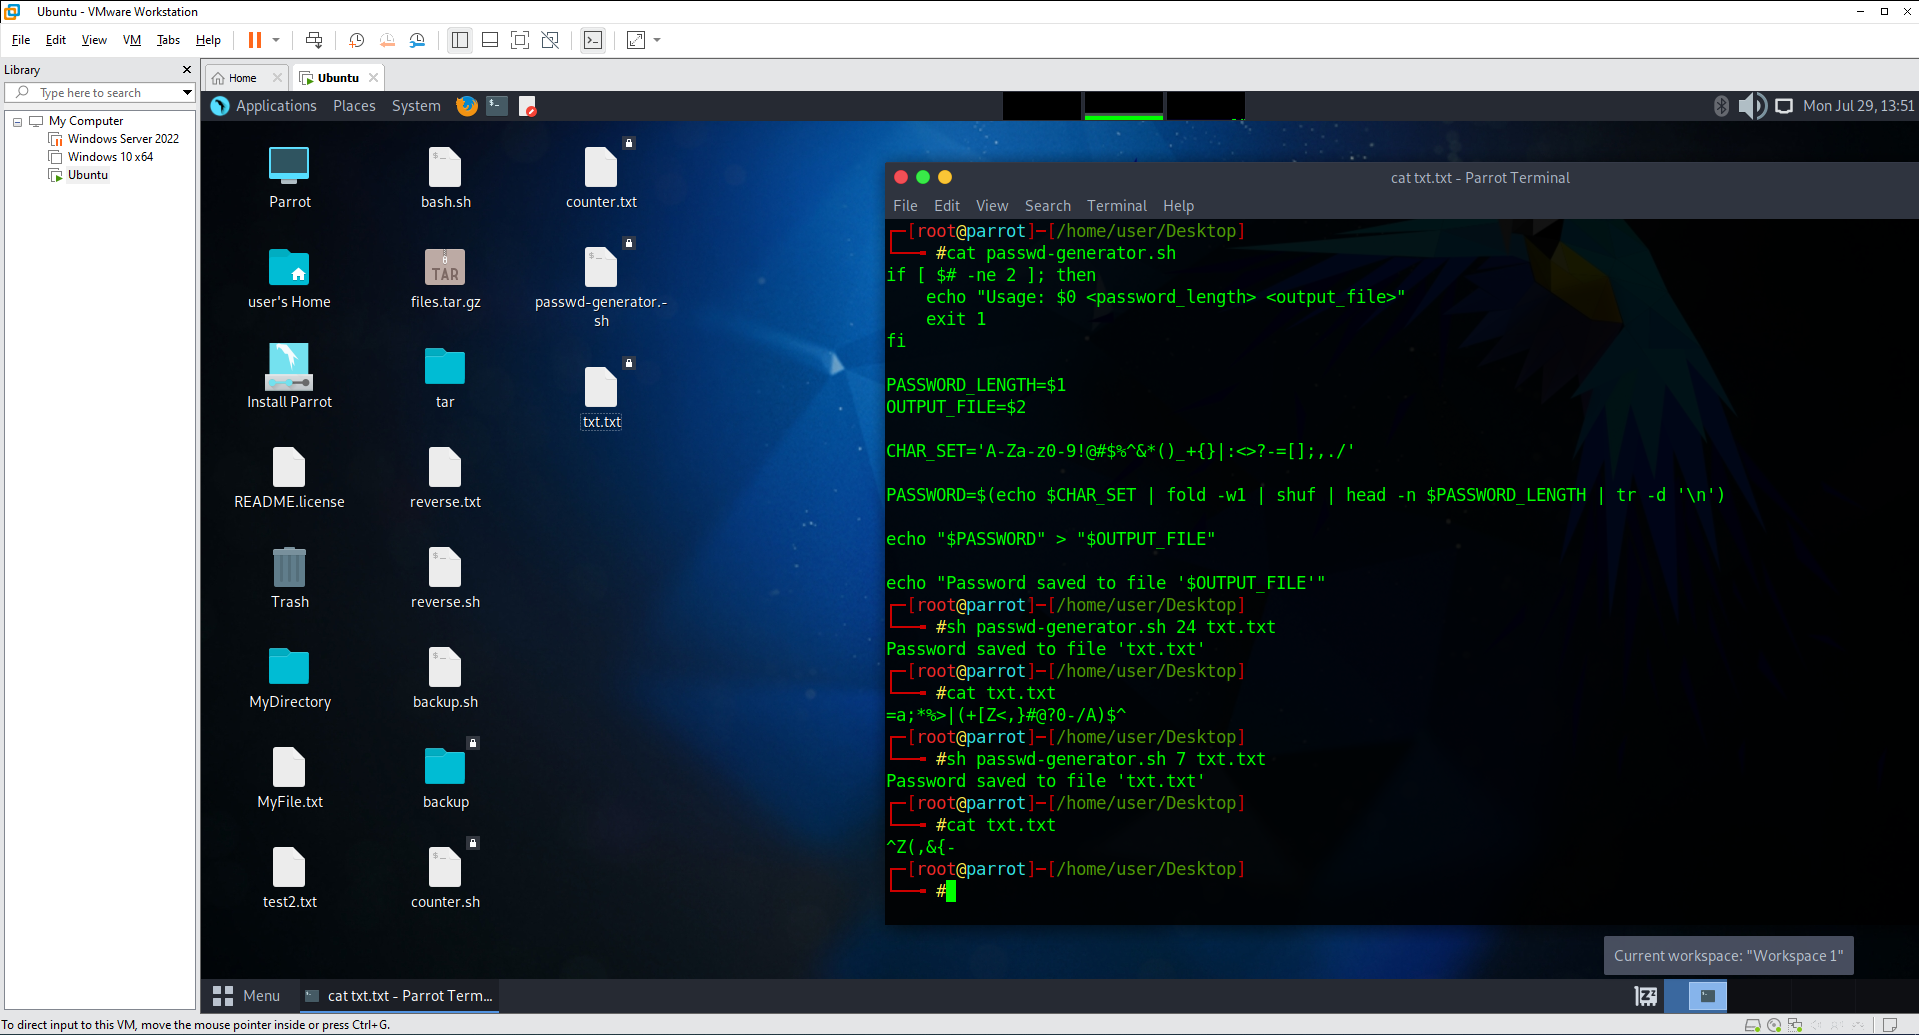 Ubuntu - VMware Workstation
File Edit View VM Tabs Help
Library
Type here to search
My Computer
Windows Server 2022
Windows 10 x64
Ubuntu
Home
Ubuntu
Applications Places System
Mon Jul 29, 13:51
Parrot
bash.sh
counter.txt
user's Home
files.tar.gz
TAR
passwd-generator.-
sh
Install Parrot
tar
txt.txt
README.license
reverse.txt
Trash
reverse.sh
MyDirectory
backup.sh
MyFile.txt
backup
test2.txt
counter.sh
cat txt.txt - Parrot Terminal
File Edit View Search Terminal Help
[root@parrot]-[/home/user/Desktop]
#cat passwd-generator.sh
if [ $# -ne 2 ]; then
echo "Usage: $0 <password_length> <output_file>"
exit 1
fi
PASSWORD_LENGTH=$1
OUTPUT_FILE=$2
CHAR_SET='A-Za-z0-9!@#$%^&*()_+{}|:<>?-=[];,./'
PASSWORD=$(echo $CHAR_SET | fold -w1 | shuf | head -n $PASSWORD_LENGTH | tr -d '\n')
echo "$PASSWORD" > "$OUTPUT_FILE"
echo "Password saved to file '$OUTPUT_FILE'"
[root@parrot]-[/home/user/Desktop]
#sh passwd-generator.sh 24 txt.txt
Password saved to file 'txt.txt'
[root@parrot]-[/home/user/Desktop]
#cat txt.txt
=a;*%>|(+[Z<,}#@?0-/A)$^
[root@parrot]-[/home/user/Desktop]
#sh passwd-generator.sh 7 txt.txt
Password saved to file 'txt.txt'
[root@parrot]-[/home/user/Desktop]
#cat txt.txt
^Z(,&{-
[root@parrot]-[/home/user/Desktop]
#
Current workspace: "Workspace 1"
Menu
cat txt.txt - Parrot Term...
To direct input to this VM, move the mouse pointer inside or press Ctrl+G.